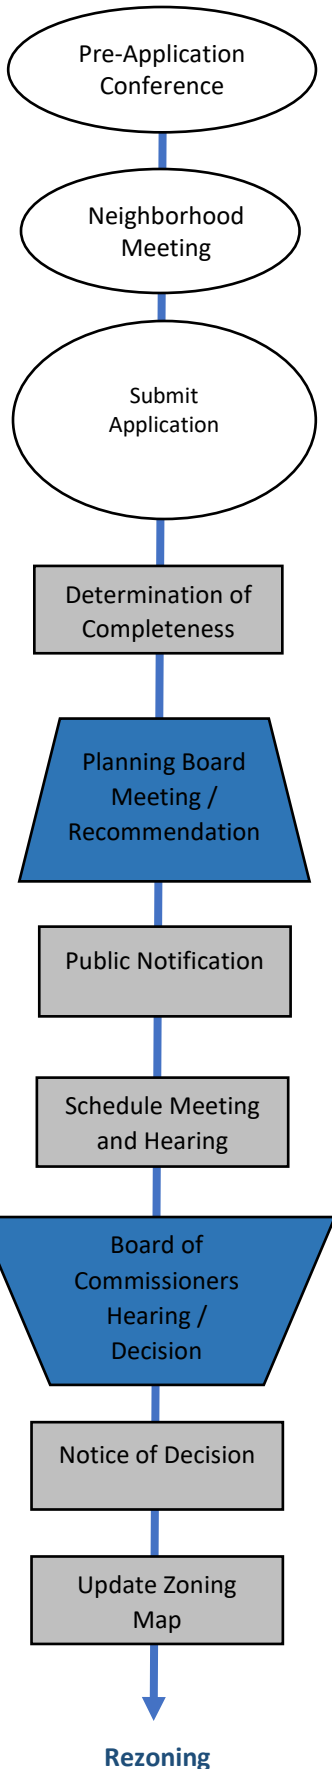 Pre-Application
Conference
Neighborhood
Meeting
Submit
Application
Determination of
Completeness
Planning Board
Meeting /
Recommendation
Public Notification
Schedule Meeting
and Hearing
Board of
Commissioners
Hearing /
Decision
Notice of Decision
Update Zoning
Map
Rezoning